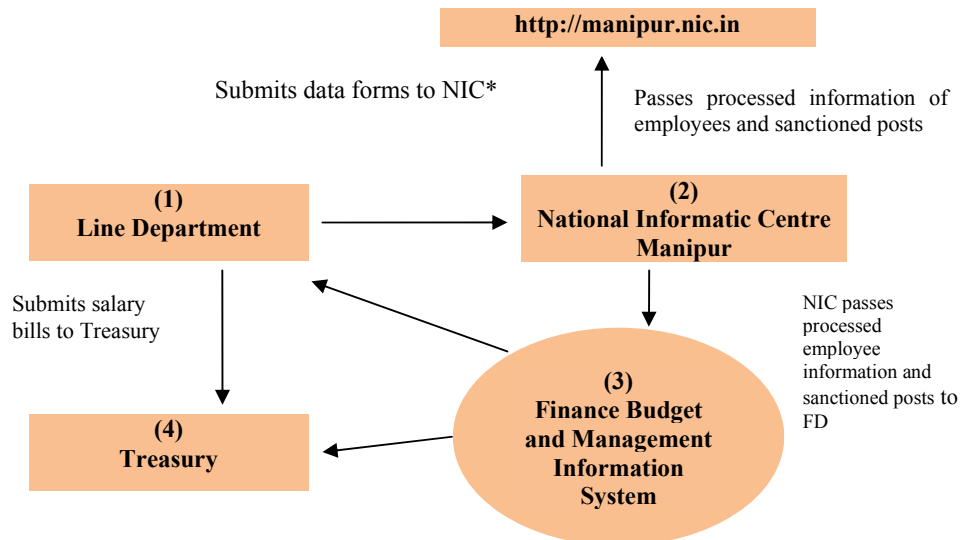 http://manipur.nic.in
Submits data forms to NIC*
Passes processed information of
employees and sanctioned posts
(1)
Line Department
(2)
National Informatic Centre
Manipur
Submits salary
bills to Treasury
NIC passes
processed
employee
information and
sanctioned posts to
FD
(3)
Finance Budget
and Management
Information
System
(4)
Treasury